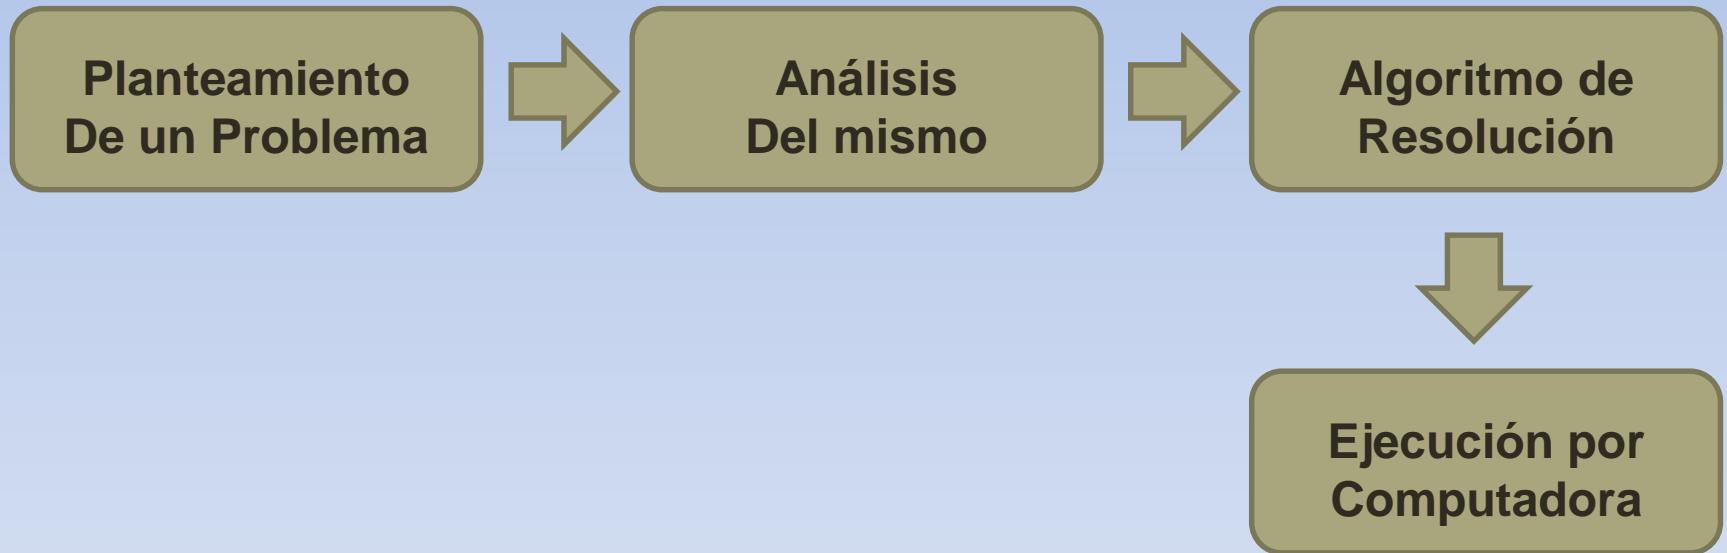 Planteamiento
De un Problema
Análisis
Del mismo
Algoritmo de
Resolución
Ejecución por
Computadora